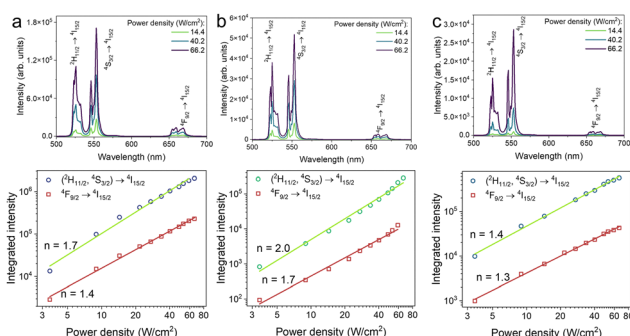 a
Power density (W/cm²):
14.4
40.2
66.2
²H11/2→⁴I15/2
⁴S3/2→⁴I15/2
⁴F9/2→⁴I15/2
1.8×10⁵
1.2×10⁵
6.0×10⁴
0.0
Intensity (arb. units)
500 550 600 650 700
Wavelength (nm)
b
Power density (W/cm²):
14.4
40.2
66.2
²H11/2→⁴I15/2
⁴S3/2→⁴I15/2
⁴F9/2→⁴I15/2
6×10⁴
5×10⁴
4×10⁴
3×10⁴
2×10⁴
1×10⁴
0
Intensity (arb. units)
500 550 600 650 700
Wavelength (nm)
c
Power density (W/cm²):
14.4
40.2
66.2
²H11/2→⁴I15/2
⁴S3/2→⁴I15/2
⁴F9/2→⁴I15/2
3.0×10⁴
2.5×10⁴
2.0×10⁴
1.5×10⁴
1.0×10⁴
5.0×10³
0.0
Intensity (arb. units)
500 550 600 650 700
Wavelength (nm)
(²H11/2, ⁴S3/2) → ⁴I15/2
⁴F9/2 → ⁴I15/2
n = 1.7
n = 1.4
10⁶
10⁵
10⁴
Integrated intensity
3 4 20 40 60 80
Power density (W/cm²)
(²H11/2, ⁴S3/2) → ⁴I15/2
⁴F9/2 → ⁴I15/2
n = 2.0
n = 1.7
10⁵
10⁴
10³
10²
Integrated intensity
3 4 20 40 60 80
Power density (W/cm²)
(²H11/2, ⁴S3/2) → ⁴I15/2
⁴F9/2 → ⁴I15/2
n = 1.4
n = 1.3
10⁵
10⁴
10³
Integrated intensity
3 4 20 40 60 80
Power density (W/cm²)